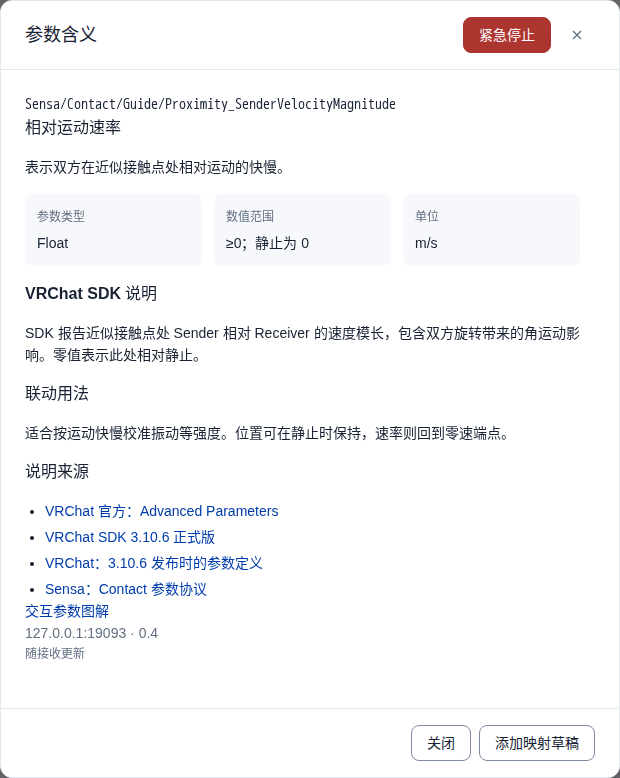 参数含义
紧急停止
×
Sensa/Contact/Guide/Proximity_SenderVelocityMagnitude
相对运动速率
表示双方在近似接触点处相对运动的快慢。
参数类型
Float
数值范围
≥0；静止为 0
单位
m/s
VRChat SDK 说明
SDK 报告近似接触点处 Sender 相对 Receiver 的速度模长，包含双方旋转带来的角运动影
响。零值表示此处相对静止。
联动用法
适合按运动快慢校准振动等强度。位置可在静止时保持，速率则回到零速端点。
说明来源
• VRChat 官方：Advanced Parameters
• VRChat SDK 3.10.6 正式版
• VRChat：3.10.6 发布时的参数定义
• Sensa：Contact 参数协议
交互参数图解
127.0.0.1:19093 · 0.4
随接收更新
关闭
添加映射草稿